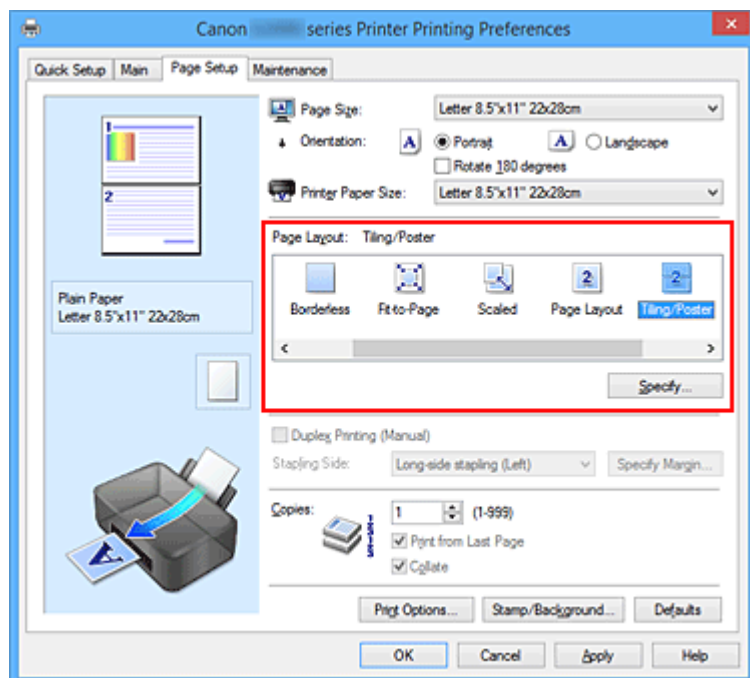 Canon series Printer Printing Preferences
Quick Setup Main Page Setup Maintenance
1
2
Plain Paper
Letter 8.5"x11" 22x28cm
Page Size: Letter 8.5"x11" 22x28cm
Orientation: A Portrait A Landscape
Rotate 180 degrees
Printer Paper Size: Letter 8.5"x11" 22x28cm
Page Layout: Tiling/Poster
2 2
Borderless Fit-to-Page Scaled Page Layout Tiling/Poster
Specify...
Duplex Printing (Manual)
Stapling Side: Long-side stapling (Left) Specify Margin...
Copies: 1 (1-999)
Print from Last Page
Collate
A
Print Options... Stamp/Background... Defaults
OK Cancel Apply Help